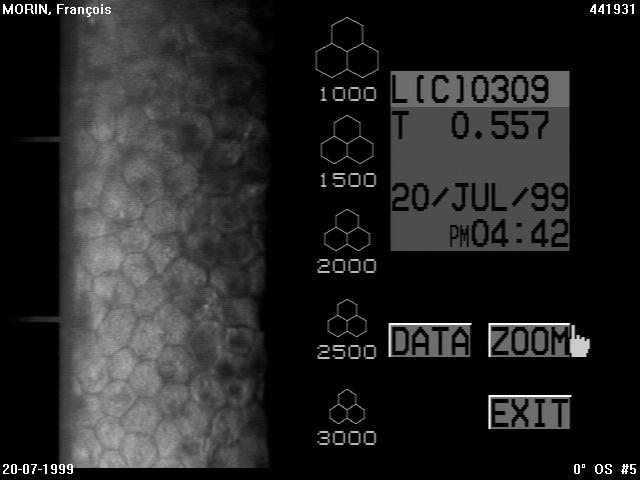 MORIN, François
441931
1000
1500
2000
2500
3000
L(C)0309
T 0.557
20/JUL/99
PM04:42
DATA ZOOM
EXIT
20-07-1999
0° OS #5